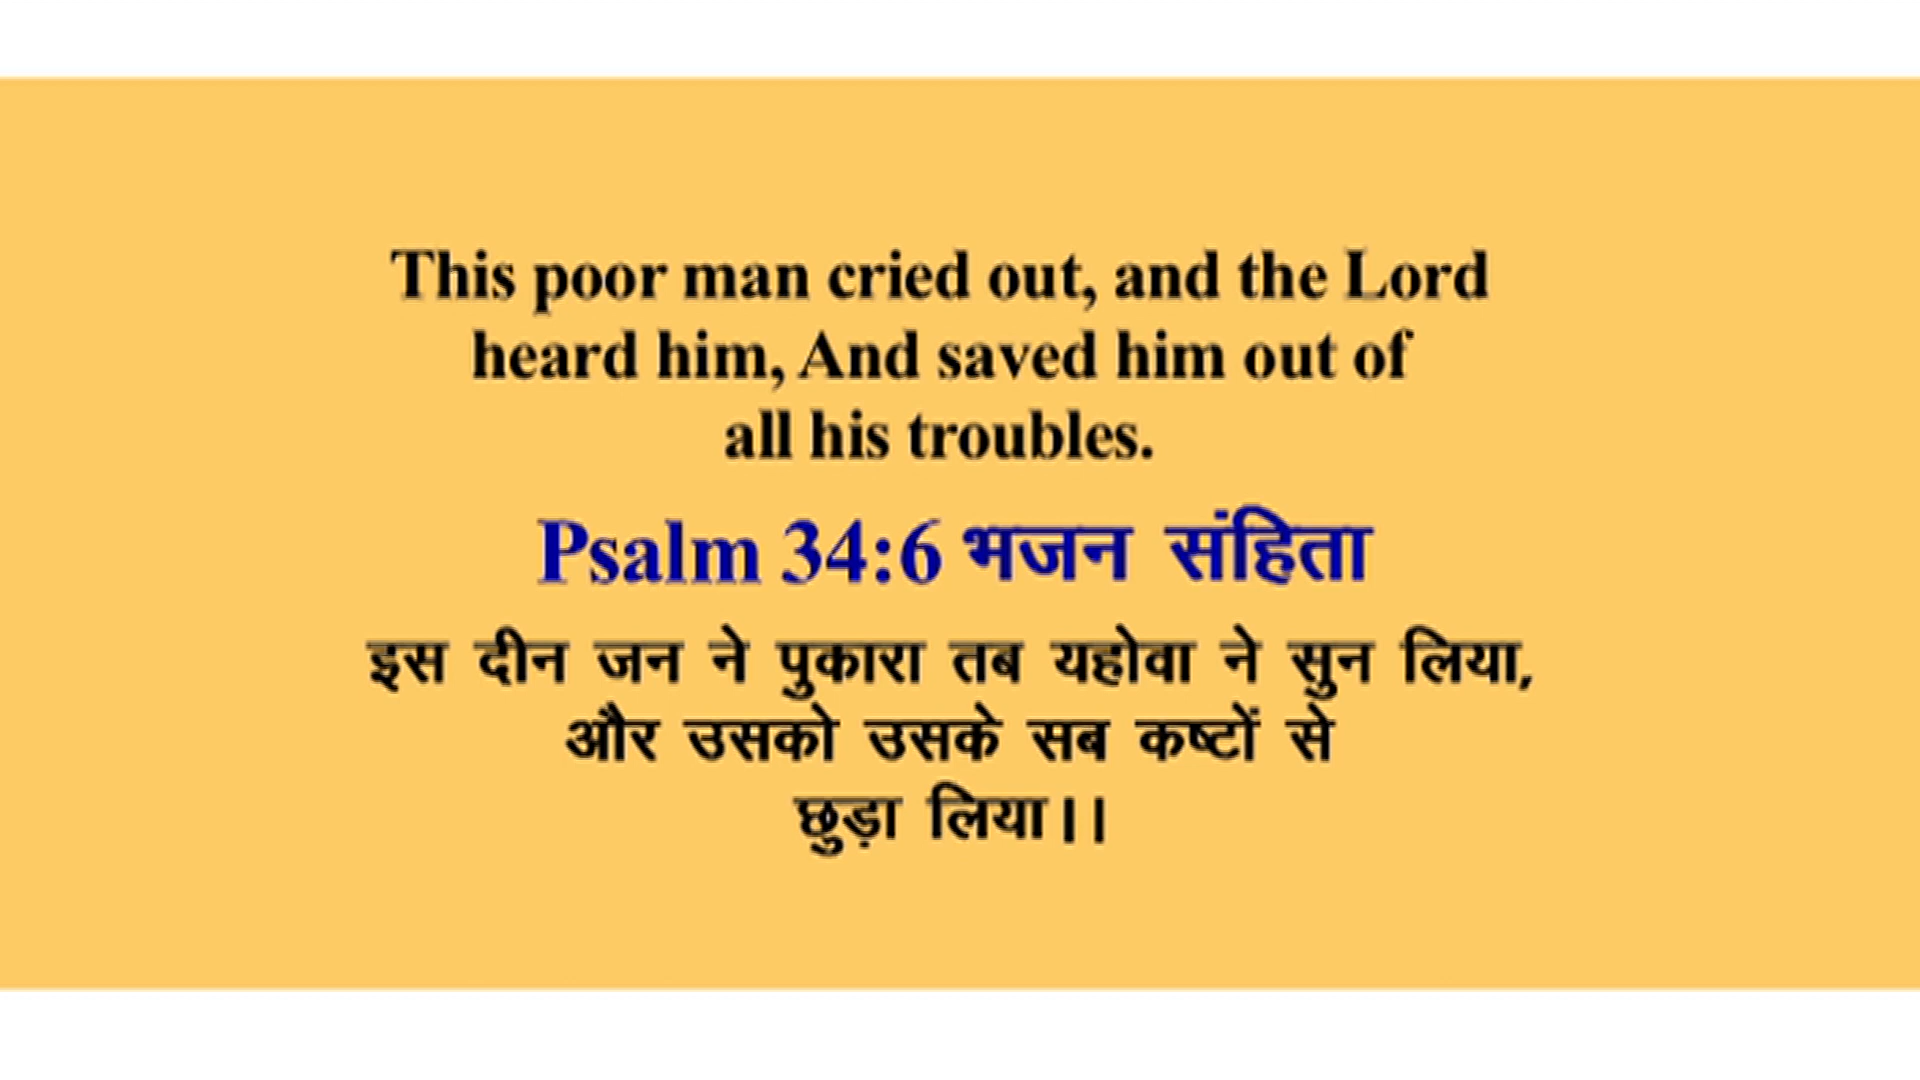 This poor man cried out, and the Lord
heard him, And saved him out of
all his troubles.
Psalm 34:6 भजन संहिता
इस दीन जन ने पुकारा तब यहोवा ने सुन लिया,
और उसको उसके सब कष्टों से
छुड़ा लिया।।